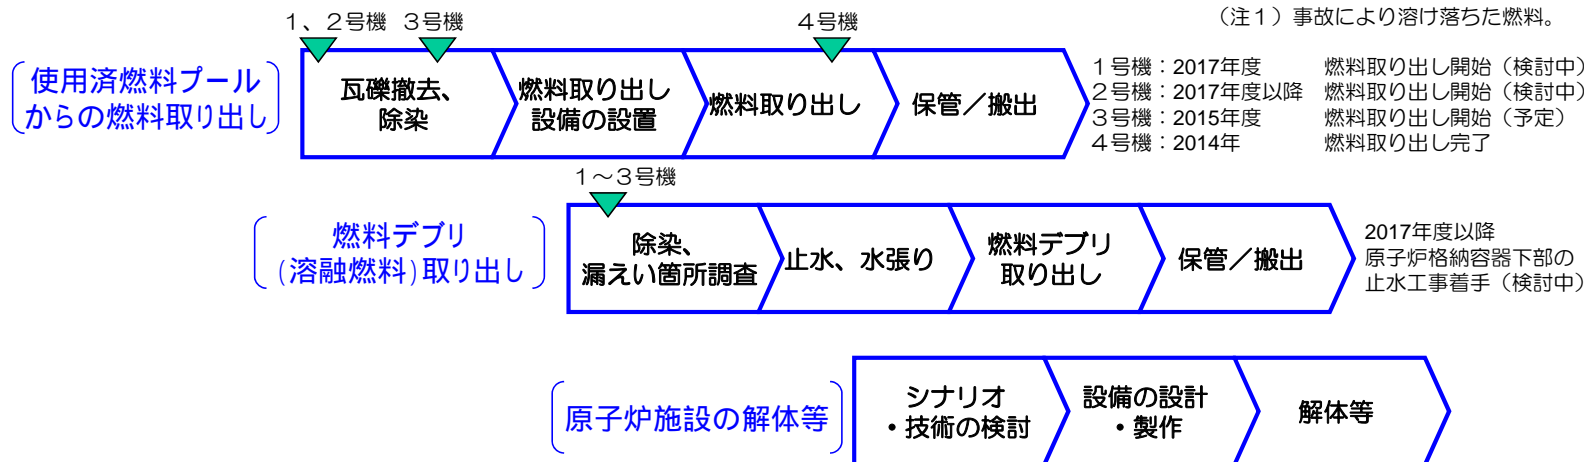 （注１）事故により溶け落ちた燃料。
１、２号機 ３号機 ４号機
使用済燃料プール
からの燃料取り出し
瓦礫撤去、
除染
燃料取り出し
設備の設置
燃料取り出し
保管／搬出
１号機：2017年度 燃料取り出し開始（検討中）
２号機：2017年度以降 燃料取り出し開始（検討中）
３号機：2015年度 燃料取り出し開始（予定）
４号機：2014年 燃料取り出し完了
１～３号機
燃料デブリ
(溶融燃料)取り出し
除染、
漏えい箇所調査
止水、水張り
燃料デブリ
取り出し
保管／搬出
2017年度以降
原子炉格納容器下部の
止水工事着手（検討中）
原子炉施設の解体等
シナリオ
・技術の検討
設備の設計
・製作
解体等